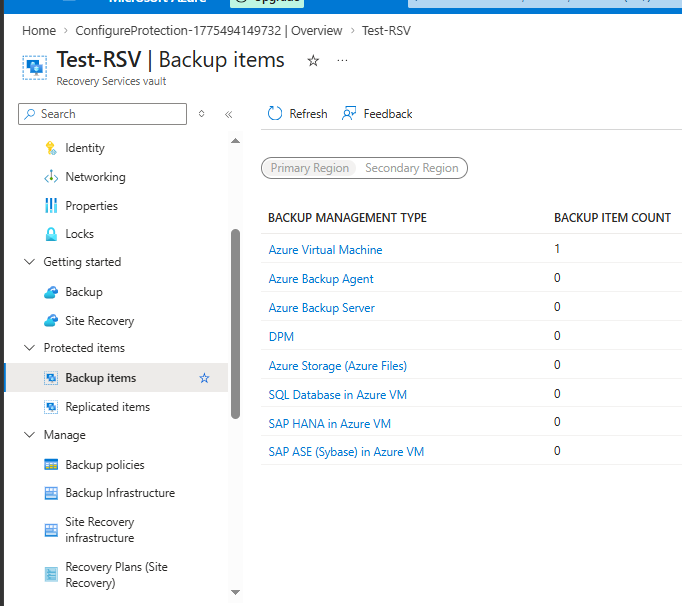 Microsoft Azure
Upgrade
Home > ConfigureProtection-1775494149732 | Overview > Test-RSV
Test-RSV | Backup items
Recovery Services vault
Search
Refresh
Feedback
Identity
Networking
Properties
Locks
Getting started
Backup
Site Recovery
Protected items
Backup items
Replicated items
Manage
Backup policies
Backup Infrastructure
Site Recovery
infrastructure
Recovery Plans (Site
Recovery)
Primary Region Secondary Region
BACKUP MANAGEMENT TYPE BACKUP ITEM COUNT
Azure Virtual Machine 1
Azure Backup Agent 0
Azure Backup Server 0
DPM 0
Azure Storage (Azure Files) 0
SQL Database in Azure VM 0
SAP HANA in Azure VM 0
SAP ASE (Sybase) in Azure VM 0